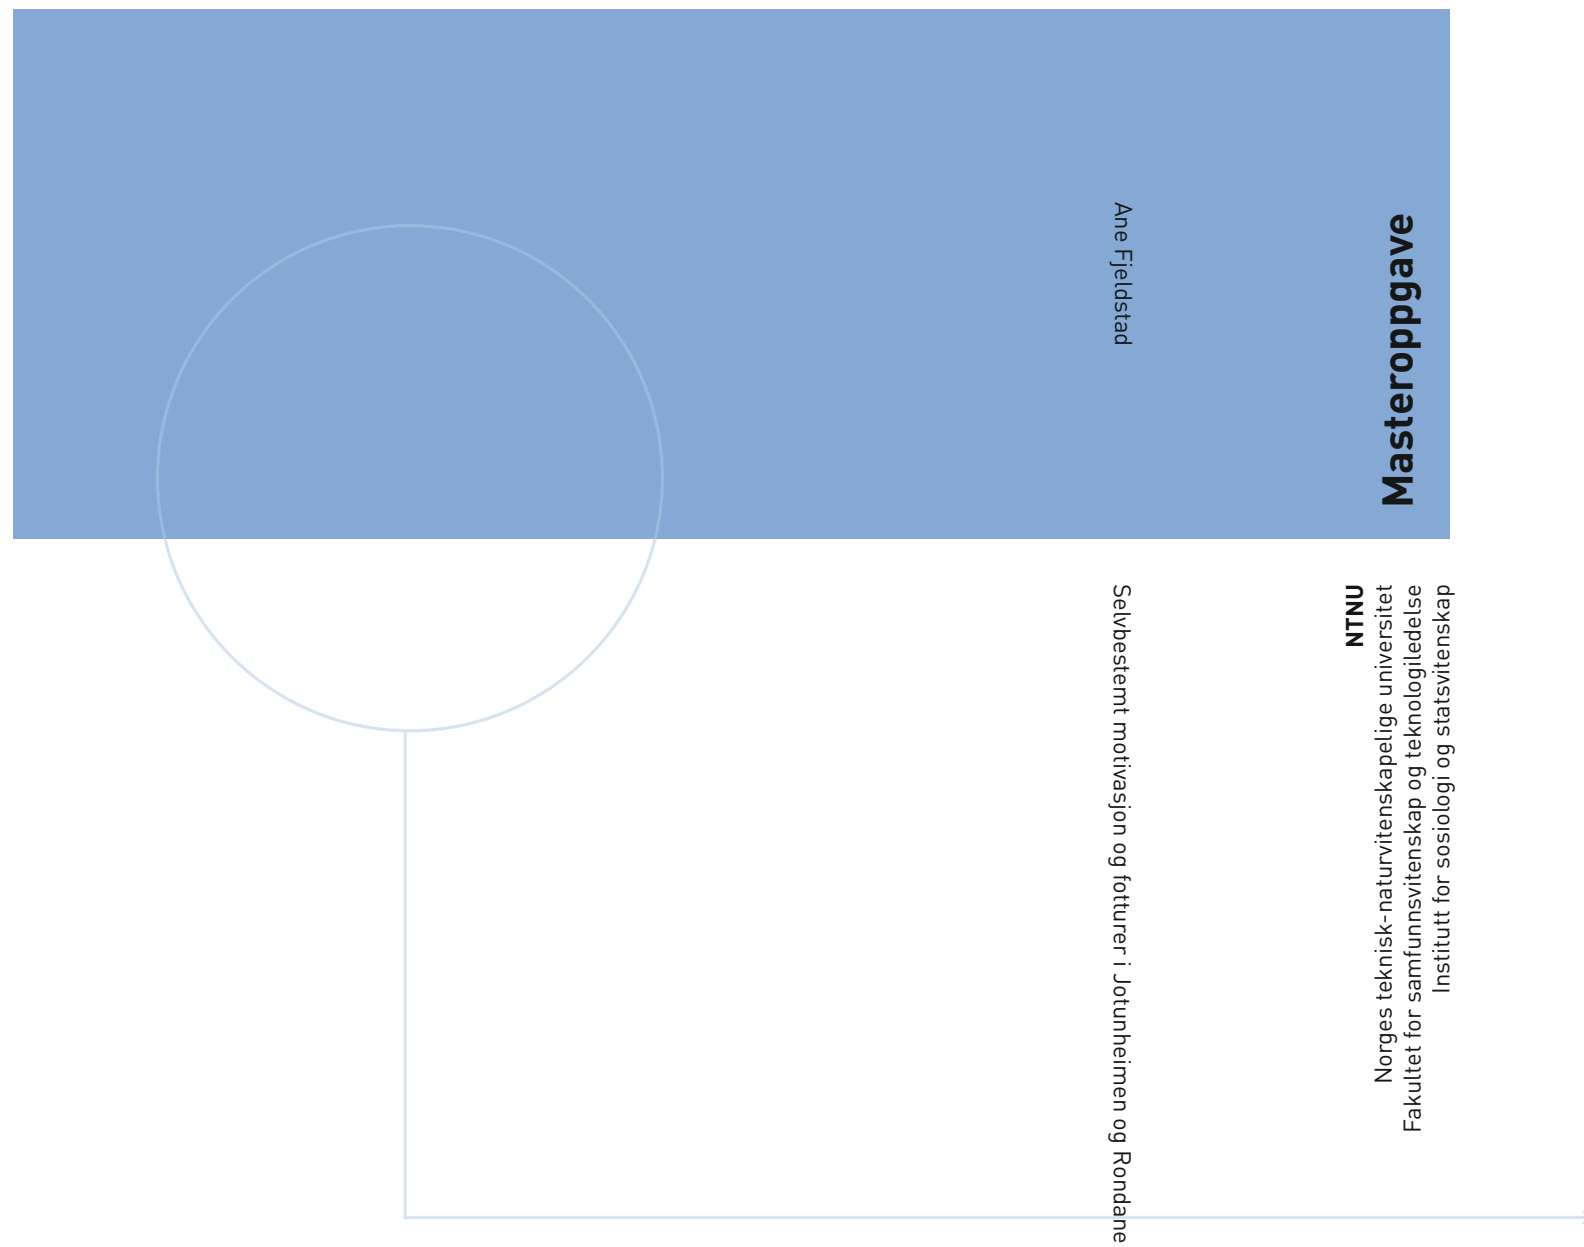 Ane Fjeldstad
Selvbestemt motivasjon og fotturer i Jotunheimen og Rondane
Masteroppgave
NTNU
Norges teknisk-naturvitenskapelige universitet
Fakultet for samfunnsvitenskap og teknologiledelse
Institutt for sosiologi og statsvitenskap